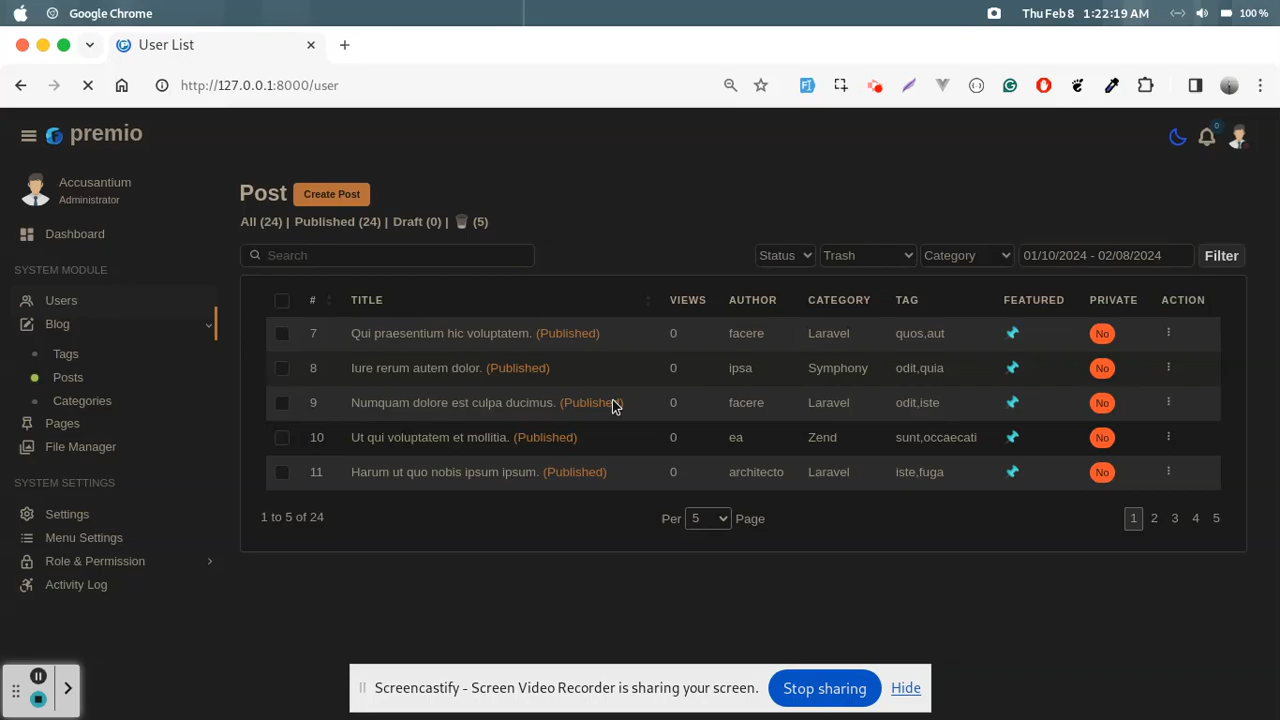 Google Chrome
Thu Feb 8 1:22:19 AM
100 %
User List
http://127.0.0.1:8000/user
premio
0
Accusantium
Administrator
Dashboard
SYSTEM MODULE
Users
Blog
Tags
Posts
Categories
Pages
File Manager
SYSTEM SETTINGS
Settings
Menu Settings
Role & Permission
Activity Log
Post Create Post
All (24) | Published (24) | Draft (0) | (5)
Search Status Trash Category 01/10/2024 - 02/08/2024 Filter
# TITLE VIEWS AUTHOR CATEGORY TAG FEATURED PRIVATE ACTION
7 Qui praesentium hic voluptatem. (Published) 0 facere Laravel quos,aut No
8 Iure rerum autem dolor. (Published) 0 ipsa Symphony odit,quia No
9 Numquam dolore est culpa ducimus. (Published) 0 facere Laravel odit,iste No
10 Ut qui voluptatem et mollitia. (Published) 0 ea Zend sunt,occaecati No
11 Harum ut quo nobis ipsum ipsum. (Published) 0 architecto Laravel iste,fuga No
1 to 5 of 24 Per 5 Page 1 2 3 4 5
Screencastify - Screen Video Recorder is sharing your screen. Stop sharing Hide